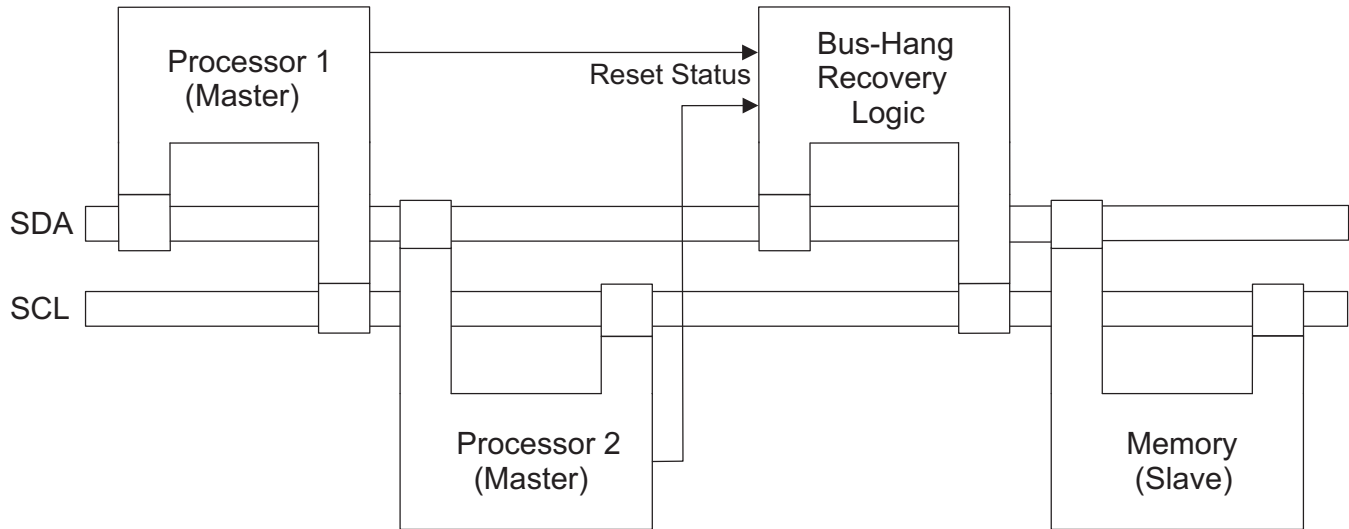 Processor 1
(Master)
Reset Status
Bus-Hang
Recovery
Logic
SDA
SCL
Processor 2
(Master)
Memory
(Slave)